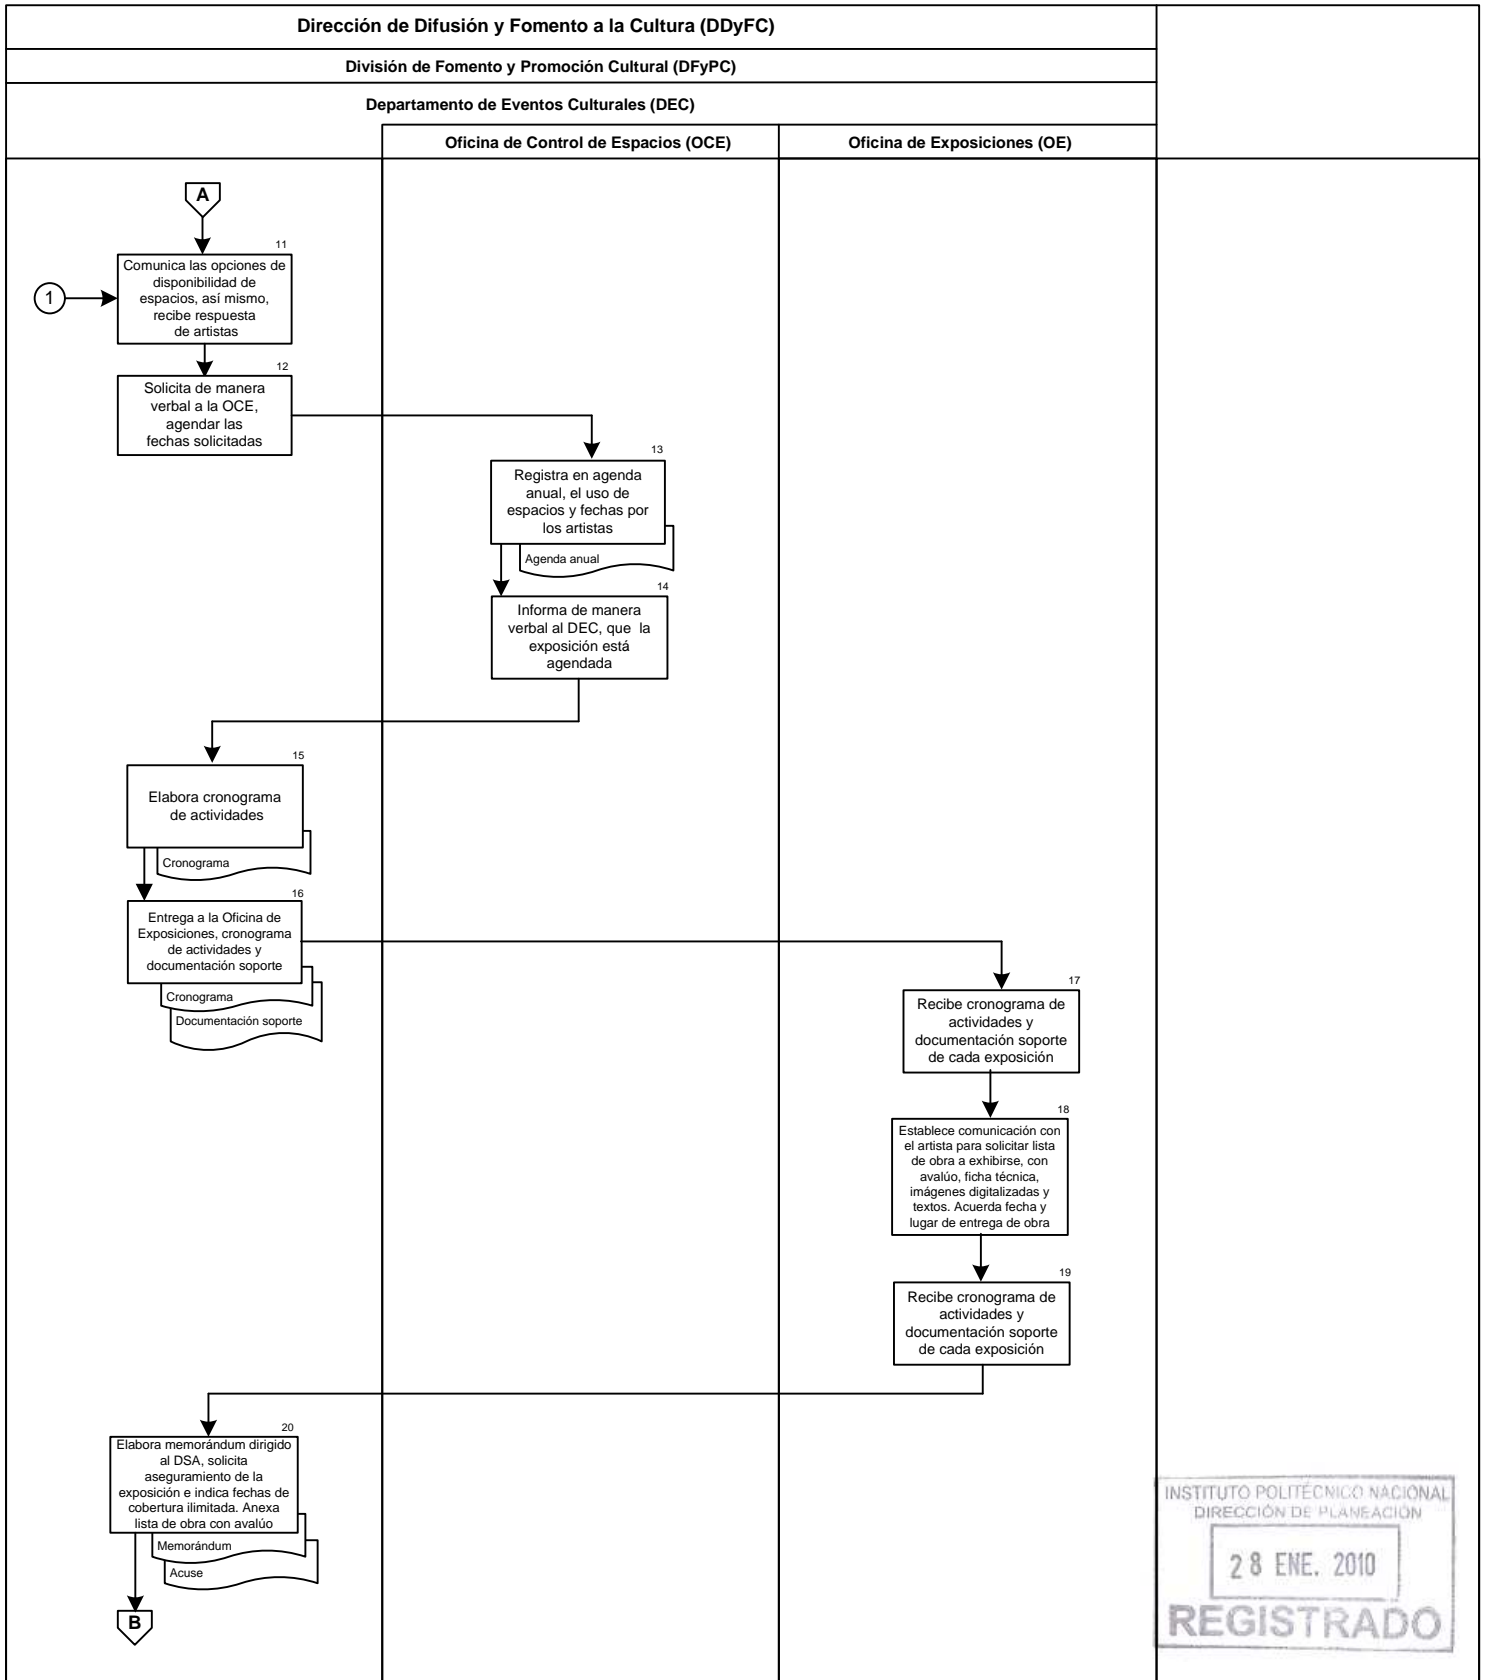 Dirección de Difusión y Fomento a la Cultura (DDyFC)
División de Fomento y Promoción Cultural (DFyPC)
Departamento de Eventos Culturales (DEC)
Oficina de Control de Espacios (OCE)
Oficina de Exposiciones (OE)
A
11
Comunica las opciones de
disponibilidad de
espacios, así mismo,
recibe respuesta
de artistas
1
12
Solicita de manera
verbal a la OCE,
agendar las
fechas solicitadas
13
Registra en agenda
anual, el uso de
espacios y fechas por
los artistas
Agenda anual
14
Informa de manera
verbal al DEC, que la
exposición está
agendada
15
Elabora cronograma
de actividades
Cronograma
16
Entrega a la Oficina de
Exposiciones, cronograma
de actividades y
documentación soporte
Cronograma
Documentación soporte
17
Recibe cronograma de
actividades y
documentación soporte
de cada exposición
18
Establece comunicación con
el artista para solicitar lista
de obra a exhibirse, con
avalúo, ficha técnica,
imágenes digitalizadas y
textos. Acuerda fecha y
lugar de entrega de obra
19
Recibe cronograma de
actividades y
documentación soporte
de cada exposición
20
Elabora memorándum dirigido
al DSA, solicita
aseguramiento de la
exposición e indica fechas de
cobertura ilimitada. Anexa
lista de obra con avalúo
Memorándum
Acuse
B
INSTITUTO POLITÉCNICO NACIONAL
DIRECCIÓN DE PLANEACIÓN
28 ENE. 2010
REGISTRADO